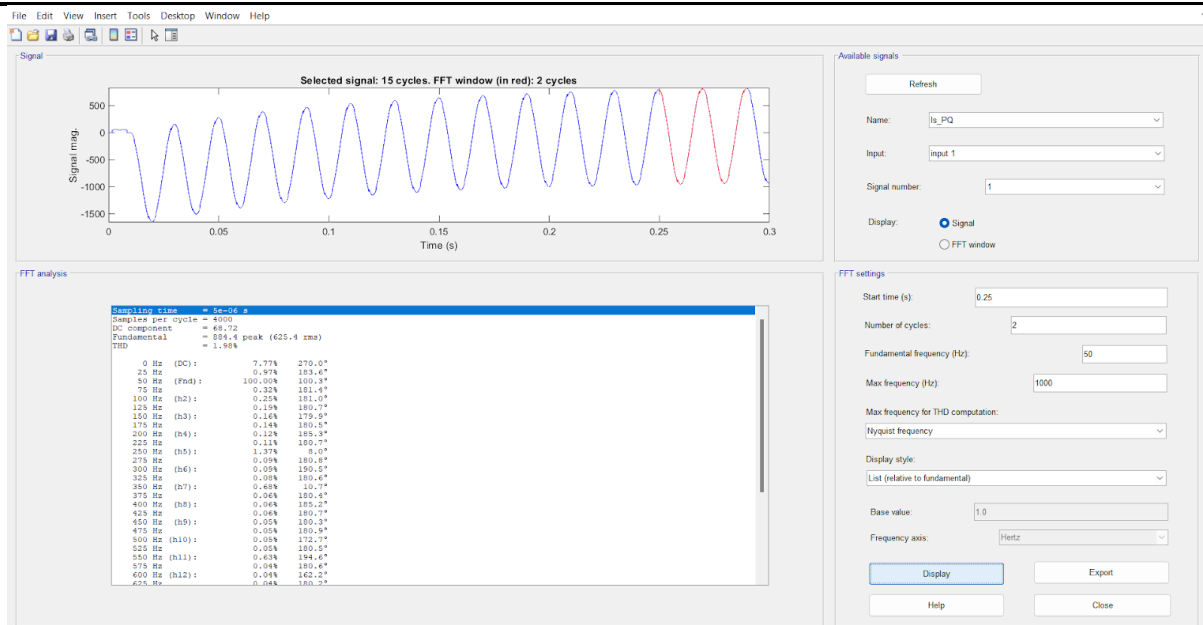 File Edit View Insert Tools Desktop Window Help
Signal
Selected signal: 15 cycles. FFT window (in red): 2 cycles
500
0
-500
-1000
-1500
Signal mag.
0 0.05 0.1 0.15 0.2 0.25 0.3
Time (s)
Available signals
Refresh
Name: Is_PQ
Input: input 1
Signal number: 1
Display: Signal
FFT window
FFT analysis
Sampling time = 5e-06 s
Samples per cycle = 4000
DC component = 68.72
Fundamental = 884.4 peak (625.4 rms)
THD = 1.98%
0 Hz (DC): 7.77% 270.0°
25 Hz 0.97% 183.6°
50 Hz (Fnd): 100.00% 100.3°
75 Hz 0.32% 181.4°
100 Hz (h2): 0.25% 181.0°
125 Hz 0.19% 180.7°
150 Hz (h3): 0.16% 179.9°
175 Hz 0.14% 180.5°
200 Hz (h4): 0.12% 185.3°
225 Hz 0.11% 180.7°
250 Hz (h5): 1.37% 8.0°
275 Hz 0.09% 180.8°
300 Hz (h6): 0.09% 190.5°
325 Hz 0.08% 180.6°
350 Hz (h7): 0.68% 10.7°
375 Hz 0.06% 180.4°
400 Hz (h8): 0.06% 185.2°
425 Hz 0.06% 180.7°
450 Hz (h9): 0.05% 180.3°
475 Hz 0.05% 180.9°
500 Hz (h10): 0.05% 172.7°
525 Hz 0.05% 180.5°
550 Hz (h11): 0.63% 194.6°
575 Hz 0.04% 180.6°
600 Hz (h12): 0.04% 162.2°
625 Hz 0.04% 180.2°
FFT settings
Start time (s): 0.25
Number of cycles: 2
Fundamental frequency (Hz): 50
Max frequency (Hz): 1000
Max frequency for THD computation:
Nyquist frequency
Display style:
List (relative to fundamental)
Base value: 1.0
Frequency axis: Hertz
Display Export
Help Close